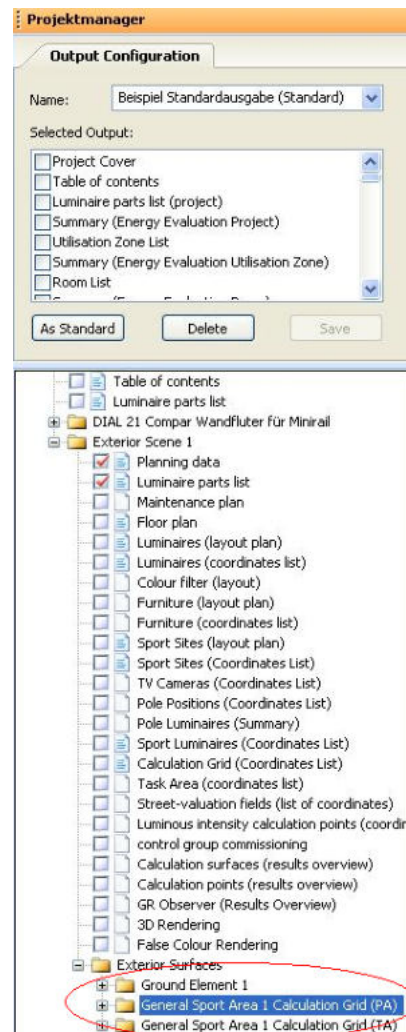 Projektmanager
Output Configuration
Name: Beispiel Standardausgabe (Standard)
Selected Output:
Project Cover
Table of contents
Luminaire parts list (project)
Summary (Energy Evaluation Project)
Utilisation Zone List
Summary (Energy Evaluation Utilisation Zone)
Room List
As Standard Delete Save
Table of contents
Luminaire parts list
DIAL 21 Compar Wandfluter für Minirail
Exterior Scene 1
Planning data
Luminaire parts list
Maintenance plan
Floor plan
Luminaires (layout plan)
Luminaires (coordinates list)
Colour filter (layout)
Furniture (layout plan)
Furniture (coordinates list)
Sport Sites (layout plan)
Sport Sites (Coordinates List)
TV Cameras (Coordinates List)
Pole Positions (Coordinates List)
Pole Luminaires (Summary)
Sport Luminaires (Coordinates List)
Calculation Grid (Coordinates List)
Task Area (coordinates list)
Street-valuation fields (list of coordinates)
Luminous intensity calculation points (coordir
control group commissioning
Calculation surfaces (results overview)
Calculation points (results overview)
GR Observer (Results Overview)
3D Rendering
False Colour Rendering
Exterior Surfaces
Ground Element 1
General Sport Area 1 Calculation Grid (PA)
General Sport Area 1 Calculation Grid (TA)